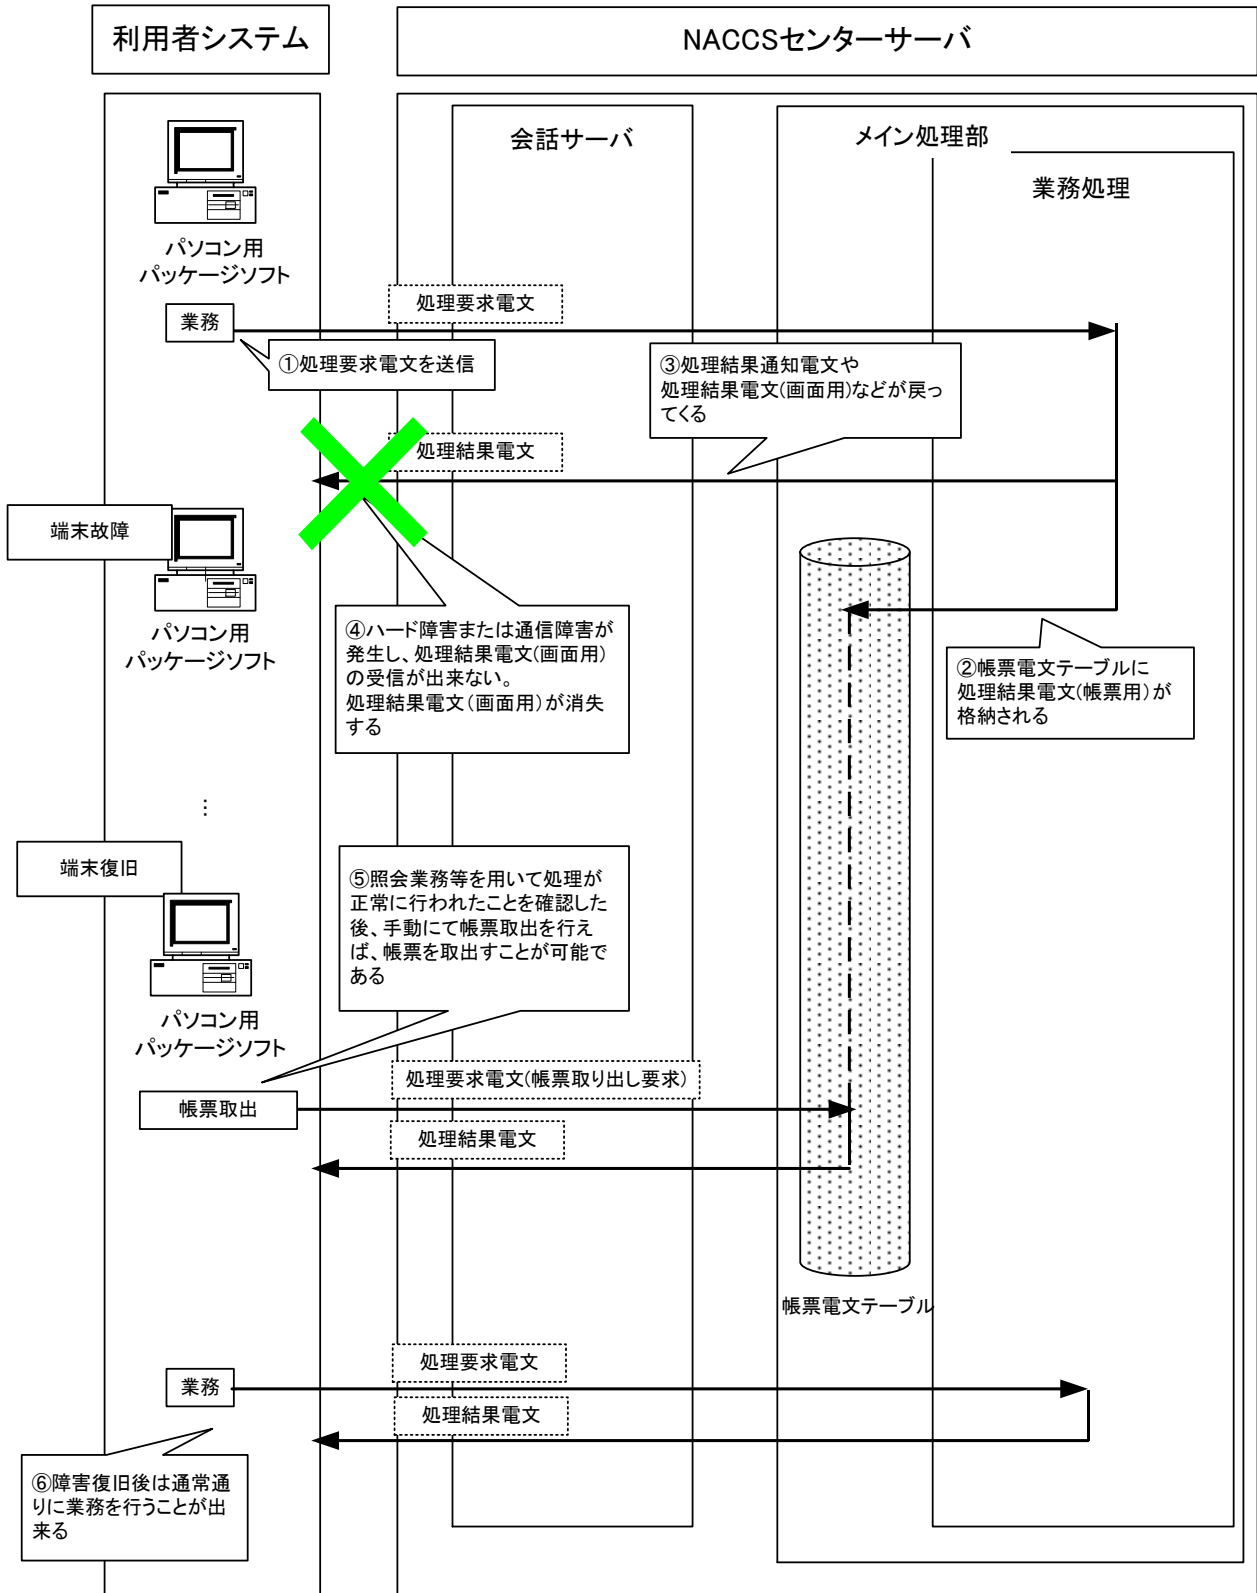 利用者システム
NACCSセンターサーバ
会話サーバ
メイン処理部
業務処理
パソコン用
パッケージソフト
処理要求電文
業務
①処理要求電文を送信
③処理結果通知電文や
処理結果電文(画面用)などが戻っ
てくる
処理結果電文
端末故障
パソコン用
パッケージソフト
④ハード障害または通信障害が
発生し、処理結果電文(画面用)
の受信が出来ない。
処理結果電文(画面用)が消失
する
②帳票電文テーブルに
処理結果電文(帳票用)が
格納される
…
端末復旧
⑤照会業務等を用いて処理が
正常に行われたことを確認した
後、手動にて帳票取出を行え
ば、帳票を取出すことが可能で
ある
パソコン用
パッケージソフト
処理要求電文(帳票取り出し要求)
帳票取出
処理結果電文
帳票電文テーブル
処理要求電文
業務
処理結果電文
⑥障害復旧後は通常通
りに業務を行うことが出
来る